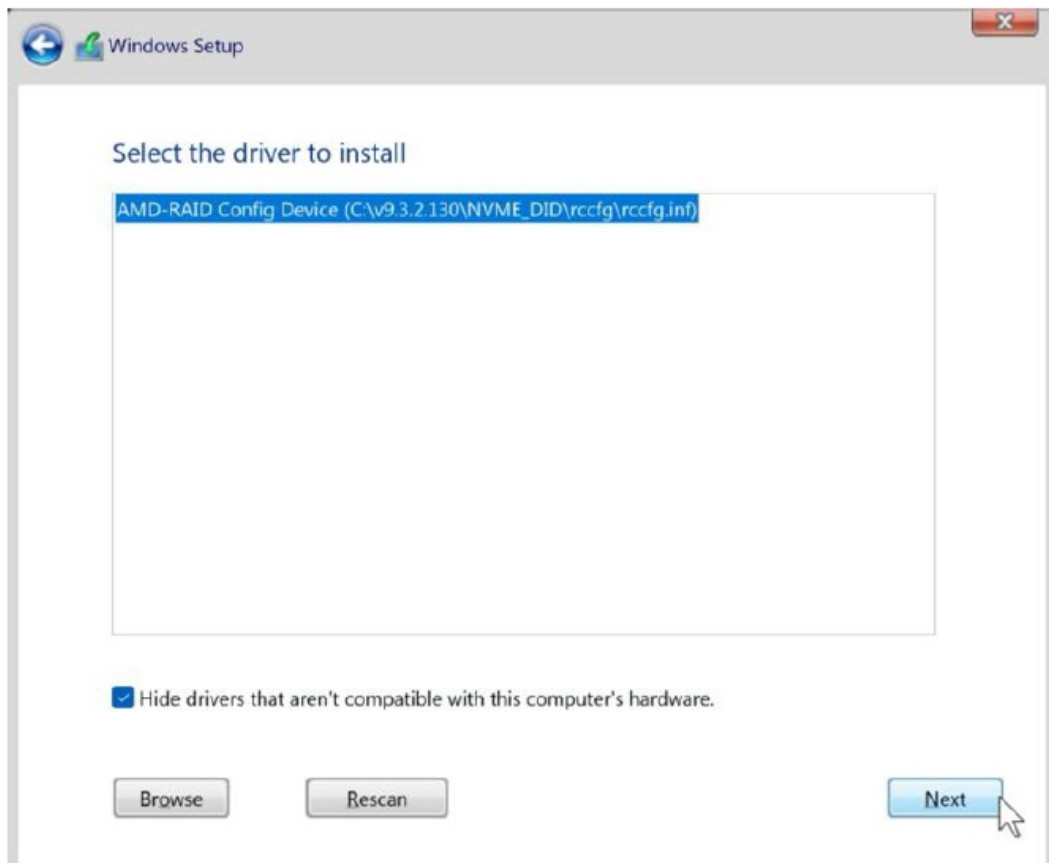 Windows Setup
Select the driver to install
AMD-RAID Config Device (C:\v9.3.2.130\NVME_DID\rccfg\rccfg.inf)
Hide drivers that aren't compatible with this computer's hardware.
Browse
Rescan
Next